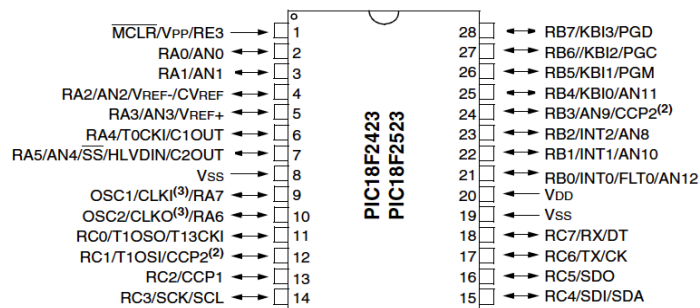 MCLR/VPP/RE3 1 28 RB7/KBI3/PGD
RA0/AN0 2 27 RB6//KBI2/PGC
RA1/AN1 3 26 RB5/KBI1/PGM
RA2/AN2/VREF-/CVREF 4 25 RB4/KBI0/AN11
RA3/AN3/VREF+ 5 24 RB3/AN9/CCP2(2)
RA4/T0CKI/C1OUT 6 23 RB2/INT2/AN8
RA5/AN4/SS/HLVDIN/C2OUT 7 22 RB1/INT1/AN10
VSS 8 21 RB0/INT0/FLT0/AN12
OSC1/CLKI(3)/RA7 9 20 VDD
OSC2/CLKO(3)/RA6 10 19 VSS
RC0/T1OSO/T13CKI 11 18 RC7/RX/DT
RC1/T1OSI/CCP2(2) 12 17 RC6/TX/CK
RC2/CCP1 13 16 RC5/SDO
RC3/SCK/SCL 14 15 RC4/SDI/SDA
PIC18F2423
PIC18F2523